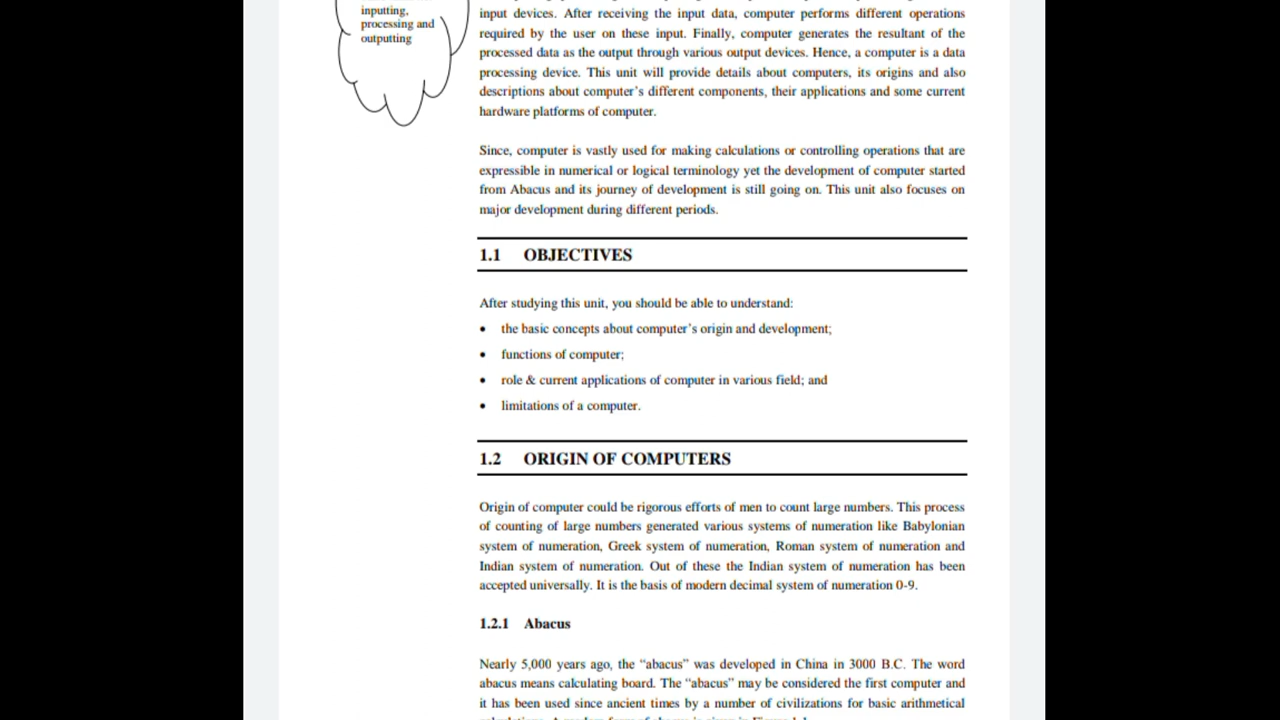 inputting,
processing and
outputting
input devices. After receiving the input data, computer performs different operations
required by the user on these input. Finally, computer generates the resultant of the
processed data as the output through various output devices. Hence, a computer is a data
processing device. This unit will provide details about computers, its origins and also
descriptions about computer's different components, their applications and some current
hardware platforms of computer.
Since, computer is vastly used for making calculations or controlling operations that are
expressible in numerical or logical terminology yet the development of computer started
from Abacus and its journey of development is still going on. This unit also focuses on
major development during different periods.
1.1 OBJECTIVES
After studying this unit, you should be able to understand:
• the basic concepts about computer's origin and development;
• functions of computer;
• role & current applications of computer in various field; and
• limitations of a computer.
1.2 ORIGIN OF COMPUTERS
Origin of computer could be rigorous efforts of men to count large numbers. This process
of counting of large numbers generated various systems of numeration like Babylonian
system of numeration, Greek system of numeration, Roman system of numeration and
Indian system of numeration. Out of these the Indian system of numeration has been
accepted universally. It is the basis of modern decimal system of numeration 0-9.
1.2.1 Abacus
Nearly 5,000 years ago, the "abacus" was developed in China in 3000 B.C. The word
abacus means calculating board. The "abacus" may be considered the first computer and
it has been used since ancient times by a number of civilizations for basic arithmetical